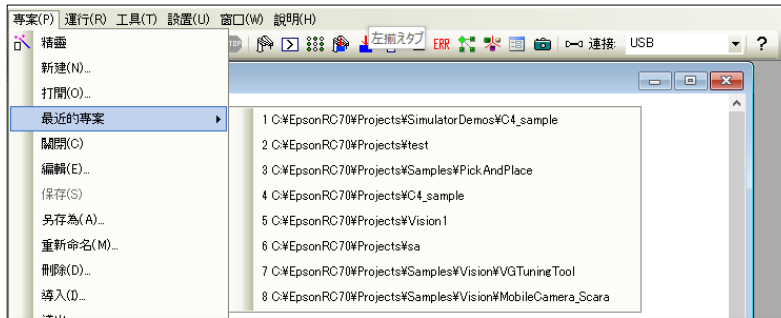 專案(P) 運行(R) 工具(T) 設置(U) 窗口(W) 說明(H)
精靈
STOP
左揃えタブ
ERR
連接: USB
?
新建(N)...
打開(O)...
最近的專案
1 C:¥EpsonRC70¥Projects¥SimulatorDemos¥C4_sample
關閉(C)
2 C:¥EpsonRC70¥Projects¥test
編輯(E)...
3 C:¥EpsonRC70¥Projects¥Samples¥PickAndPlace
保存(S)
4 C:¥EpsonRC70¥Projects¥C4_sample
另存為(A)...
5 C:¥EpsonRC70¥Projects¥Vision1
重新命名(M)...
6 C:¥EpsonRC70¥Projects¥sa
刪除(D)...
7 C:¥EpsonRC70¥Projects¥Samples¥Vision¥VGTuningTool
導入(I)...
8 C:¥EpsonRC70¥Projects¥Samples¥Vision¥MobileCamera_Scara